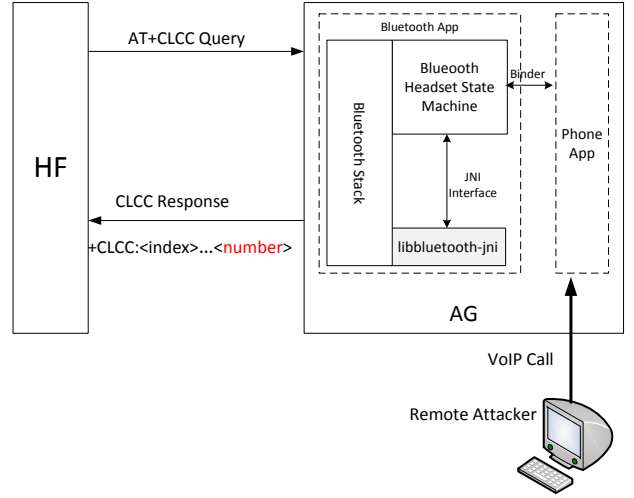 HF
AT+CLCC Query
CLCC Response
+CLCC:<index>...<number>
Bluetooth App
Bluetooth Stack
Blueooth
Headset State
Machine
Binder
JNI
Interface
libbluetooth-jni
Phone
App
AG
VoIP Call
Remote Attacker